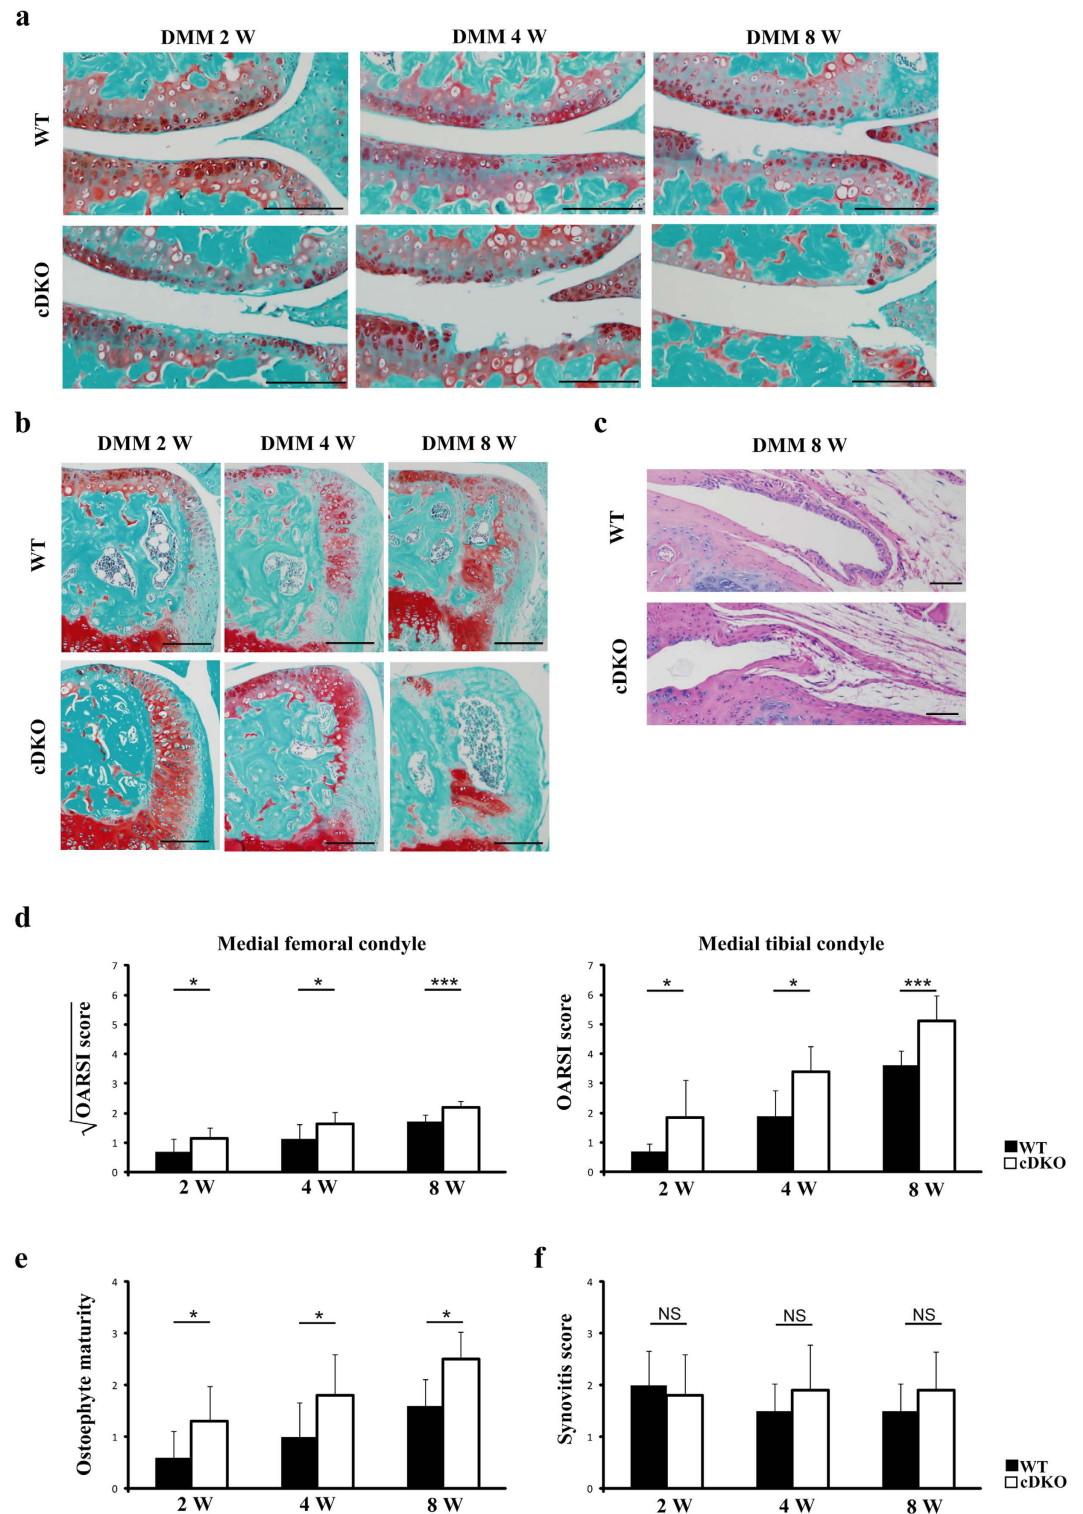 a
DMM 2 W
DMM 4 W
DMM 8 W
WT
cDKO
b
DMM 2 W
DMM 4 W
DMM 8 W
WT
cDKO
c
DMM 8 W
WT
cDKO
d
Medial femoral condyle
√OARSI score
7
6
5
4
3
2
1
0
*
*
***
2 W
4 W
8 W
Medial tibial condyle
OARSI score
7
6
5
4
3
2
1
0
*
*
***
2 W
4 W
8 W
WT
cDKO
e
Ostoephyte maturity
4
3
2
1
0
*
*
*
2 W
4 W
8 W
f
Synovitis score
4
3
2
1
0
NS
NS
NS
2 W
4 W
8 W
WT
cDKO